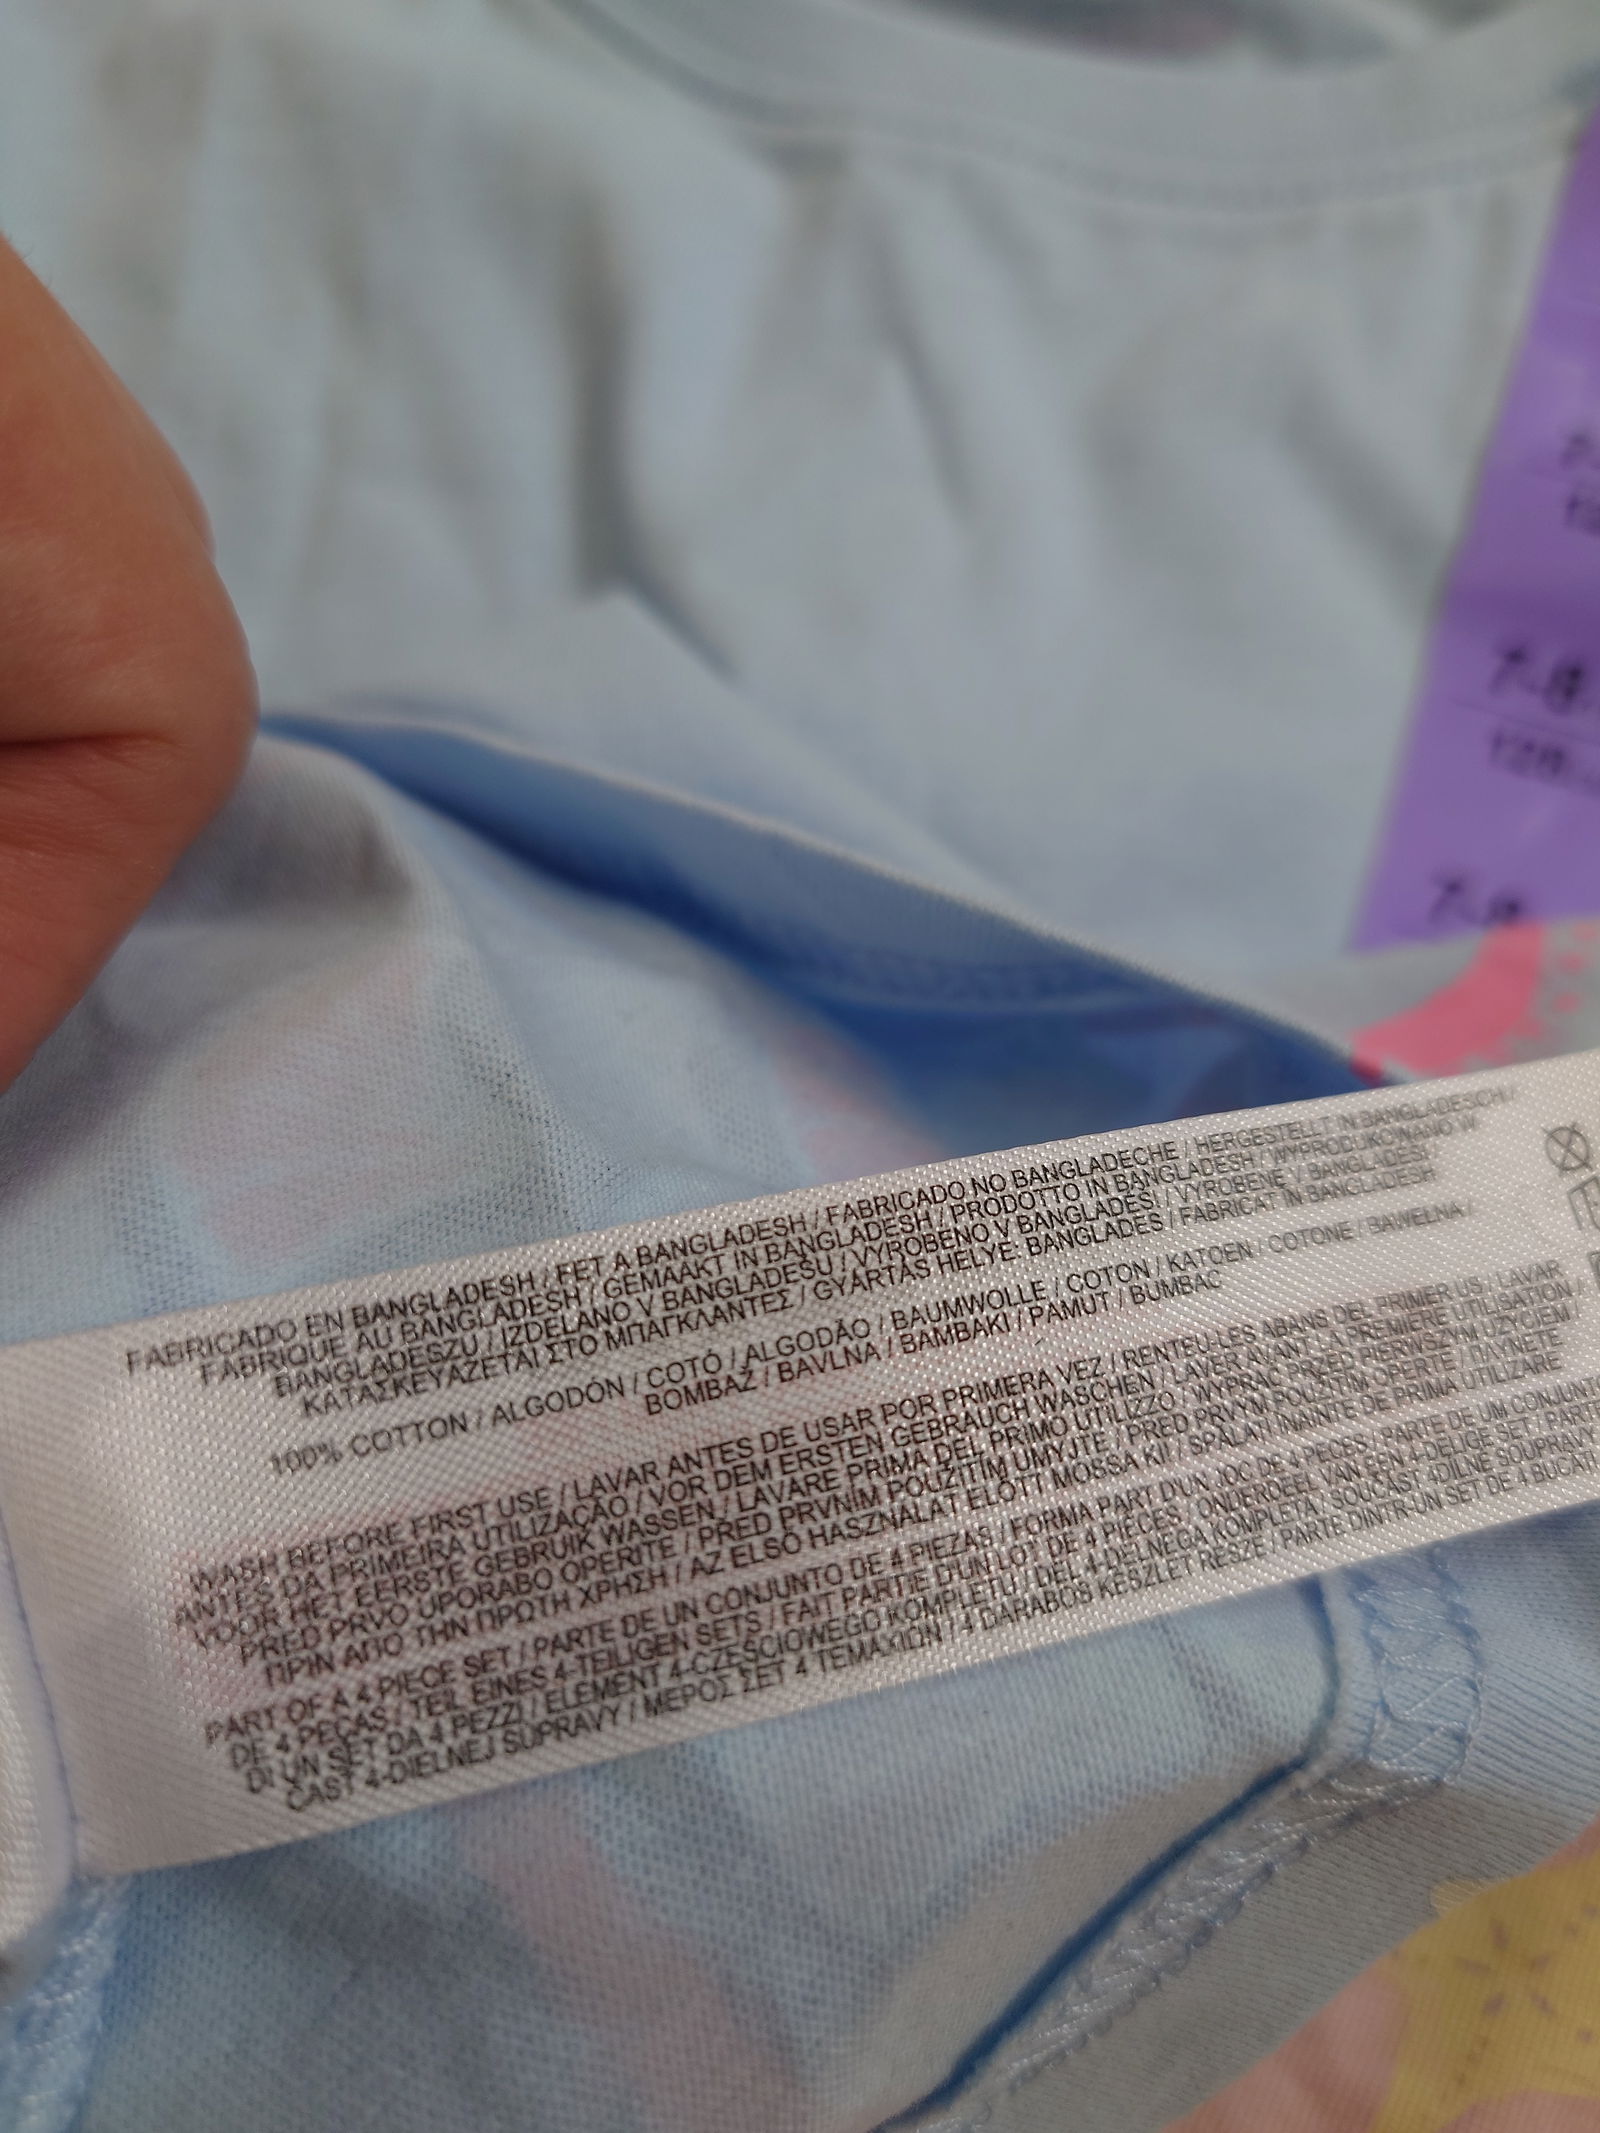 FABRICADO EN BANGLADESH / FET A BANGLADESH / FABRICADO NO BANGLADECHE / HERGESTELLT IN BANGLADESCH /
FABRIQUE AU BANGLADESH / GEMAAKT IN BANGLADESH / PRODOTTO IN BANGLADESH / WYPRODUKOWANO W
BANGLADESZU / IZDELANO V BANGLADEŠU / VYROBENO V BANGLADÉSI / VYROBENÉ V BANGLADÉŠI
ΚΑΤΑΣΚΕΥΑΖΕΤΑΙ ΣΤΟ ΜΠΑΓΚΛΑΝΤΕΣ / GYÁRTÁS HELYE: BANGLADES / FABRICAT IN BANGLADESH
100% COTTON / ALGODÓN / COTÓ / ALGODÃO / BAUMWOLLE / COTON / KATOEN / COTONE / BAWEŁNA /
BOMBAŽ / BAVLNA / BAMBAKI / PAMUT / BUMBAC
WASH BEFORE FIRST USE / LAVAR ANTES DE USAR POR PRIMERA VEZ / RENTEU-LES ABANS DEL PRIMER ÚS / LAVAR
ANTES DA PRIMEIRA UTILIZAÇÃO / VOR DEM ERSTEN GEBRAUCH WASCHEN / LAVER AVANT LA PREMIERE UTILISATION /
VOOR HET EERSTE GEBRUIK WASSEN / LAVARE PRIMA DEL PRIMO UTILIZZO / WYPRAĆ PRZED PIERWSZYM UŻYCIEM /
PRED PRVO UPORABO OPERITE / PŘED PRVNÍM POUŽITÍM UMYJTE / PRED PRVÝM POUŽITÍM OPERTE / ΠΛΥΝΕΤΕ
ΠΡΙΝ ΑΠΟ ΤΗΝ ΠΡΩΤΗ ΧΡΗΣΗ / AZ ELSŐ HASZNÁLAT ELŐTT MOSSA KI! / SPĂLAȚI ÎNAINTE DE PRIMA UTILIZARE
PART OF A 4 PIECE SET / PARTE DE UN CONJUNTO DE 4 PIEZAS / FORMA PART D'UN JOC DE 4 PECES / PARTE DE UM CONJUNTO
DE 4 PEÇAS / TEIL EINES 4-TEILIGEN SETS / FAIT PARTIE D'UN LOT DE 4 PIÈCES / ONDERDEEL VAN EEN 4-DELIGE SET / PARTE
DI UN SET DA 4 PEZZI / ELEMENT 4-CZĘŚCIOWEGO KOMPLETU / DEL 4-DELNEGA KOMPLETA / SOUČÁST 4DÍLNÉ SOUPRAVY
ČASŤ 4-DIELNEJ SÚPRAVY / ΜΕΡΟΣ ΣΕΤ 4 ΤΕΜΑΧΙΩΝ / 4 DARABOS KÉSZLET RÉSZE / PARTE DINTR-UN SET DE 4 BUCĂȚI
7-8
128
7-8